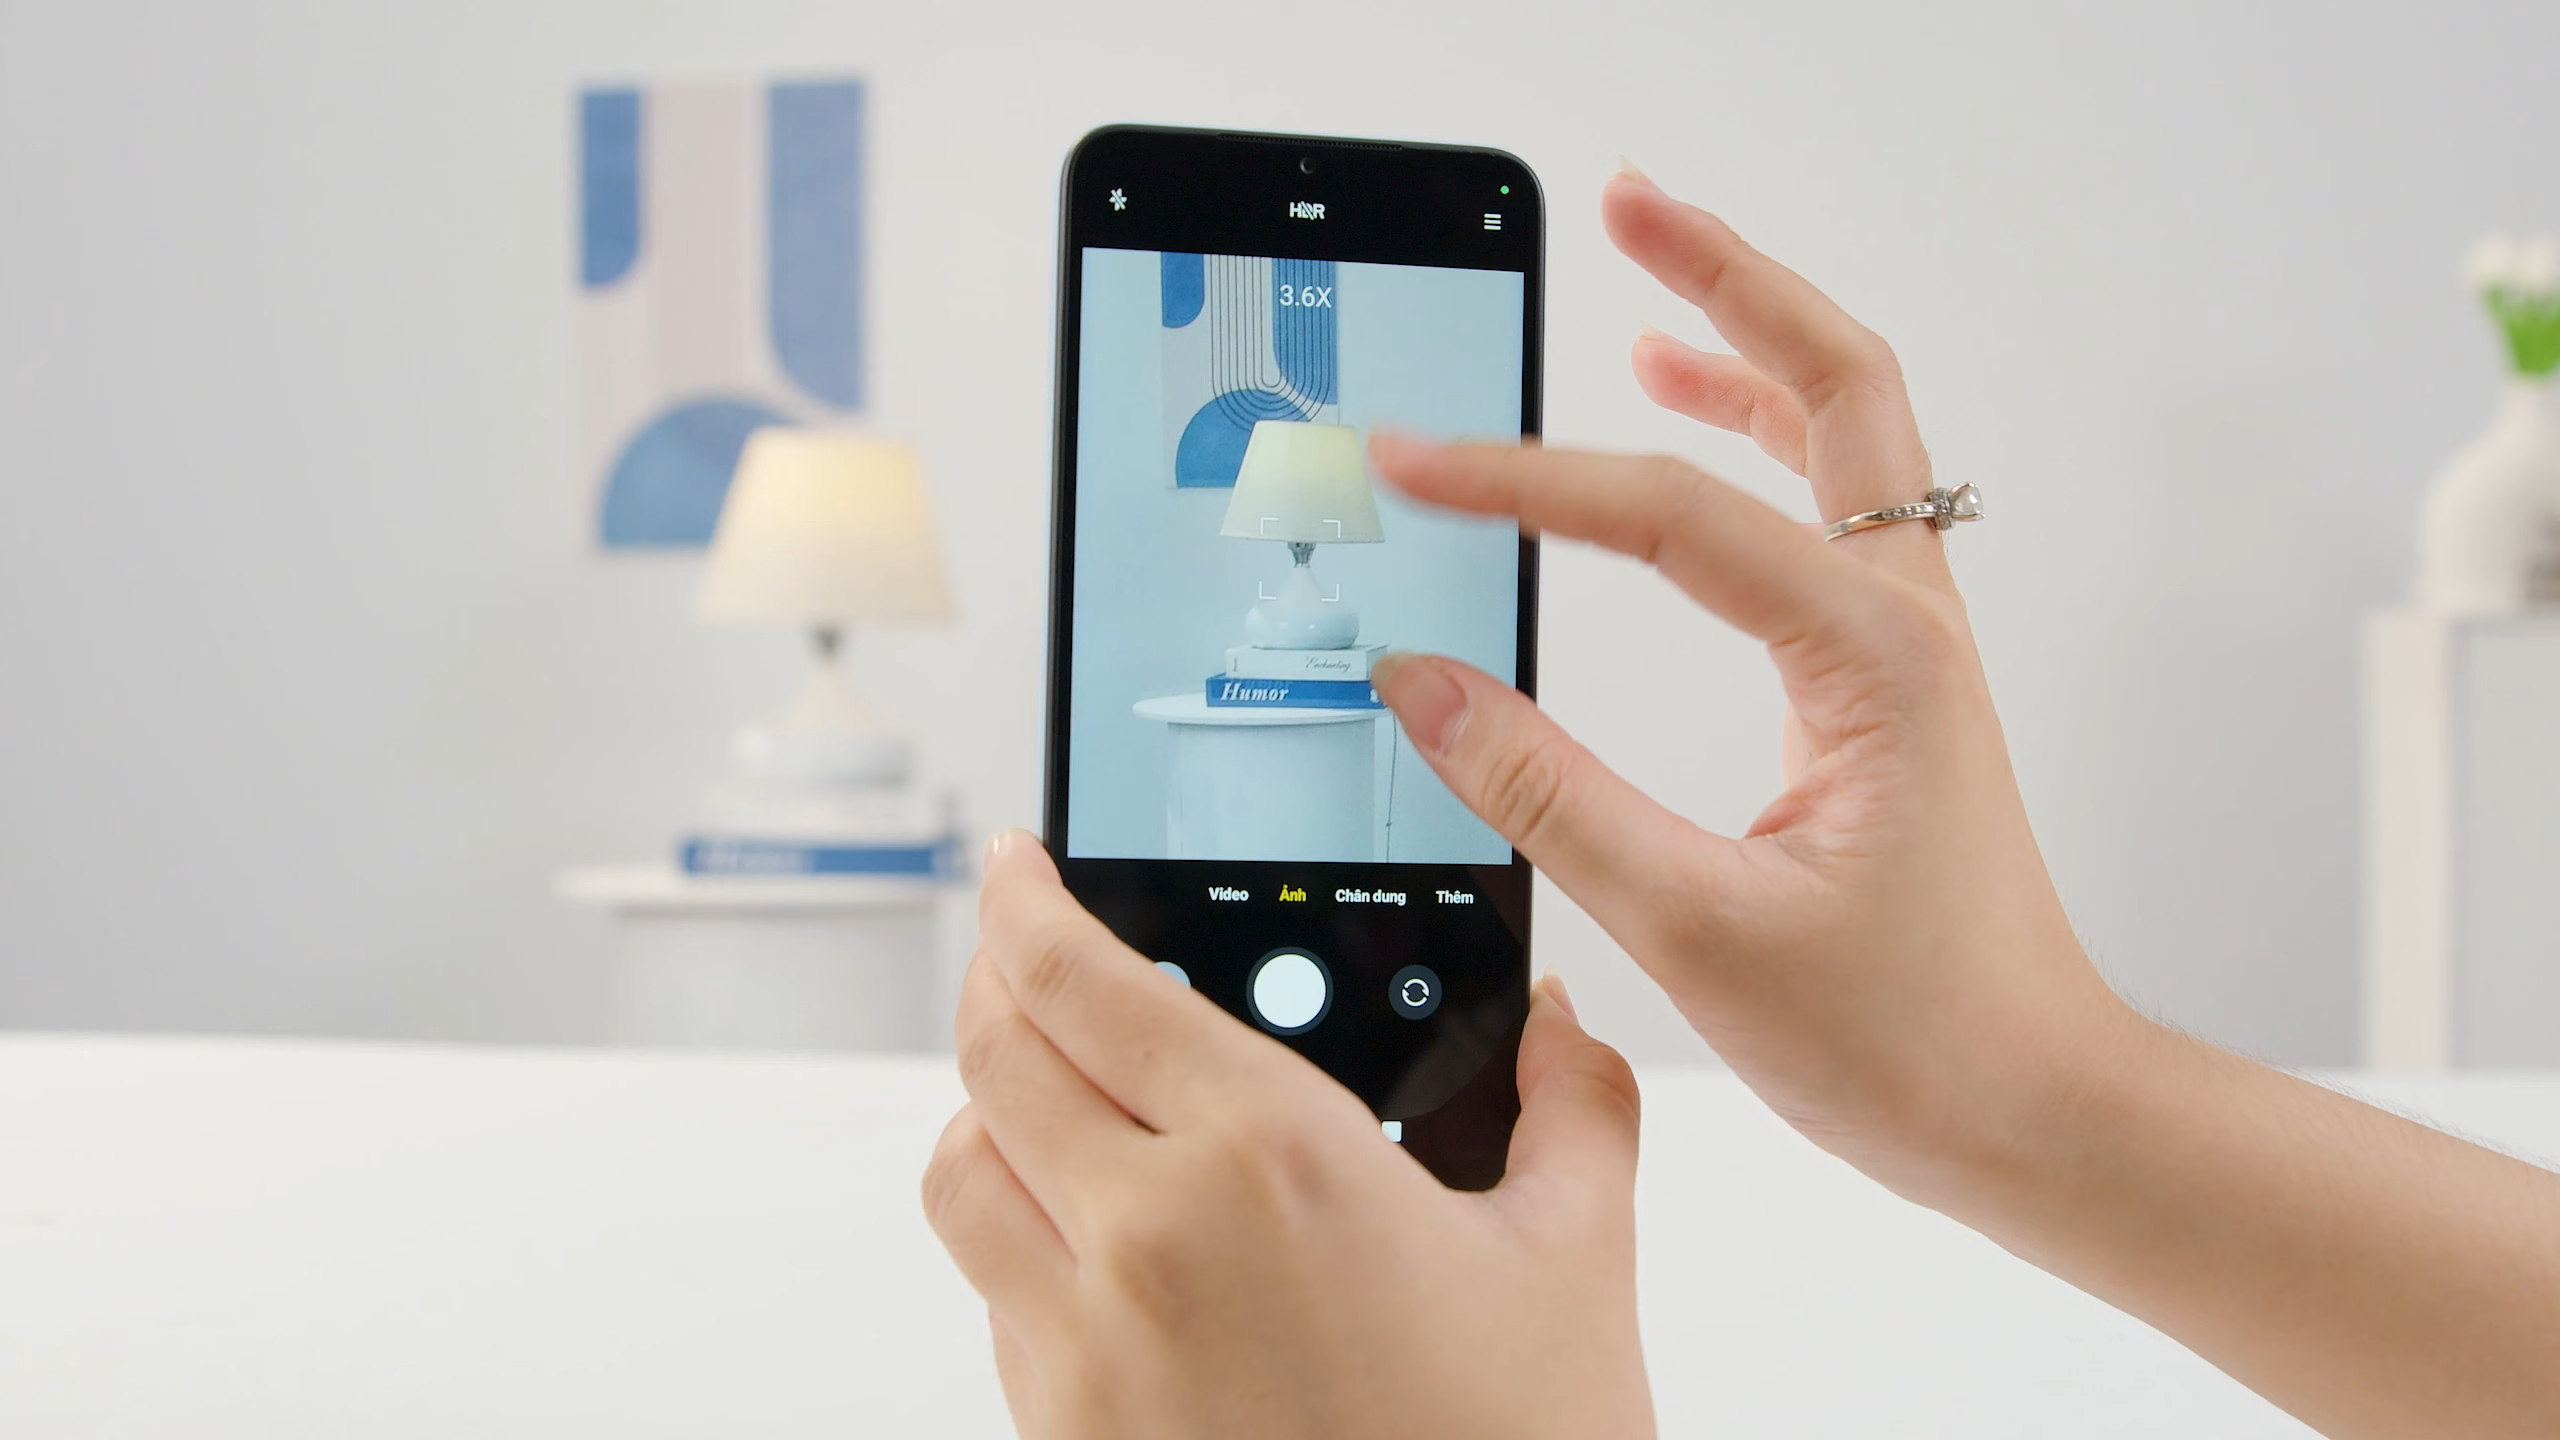 HDR
3.6X
Enchanting
Humor
Video Ảnh Chân dung Thêm